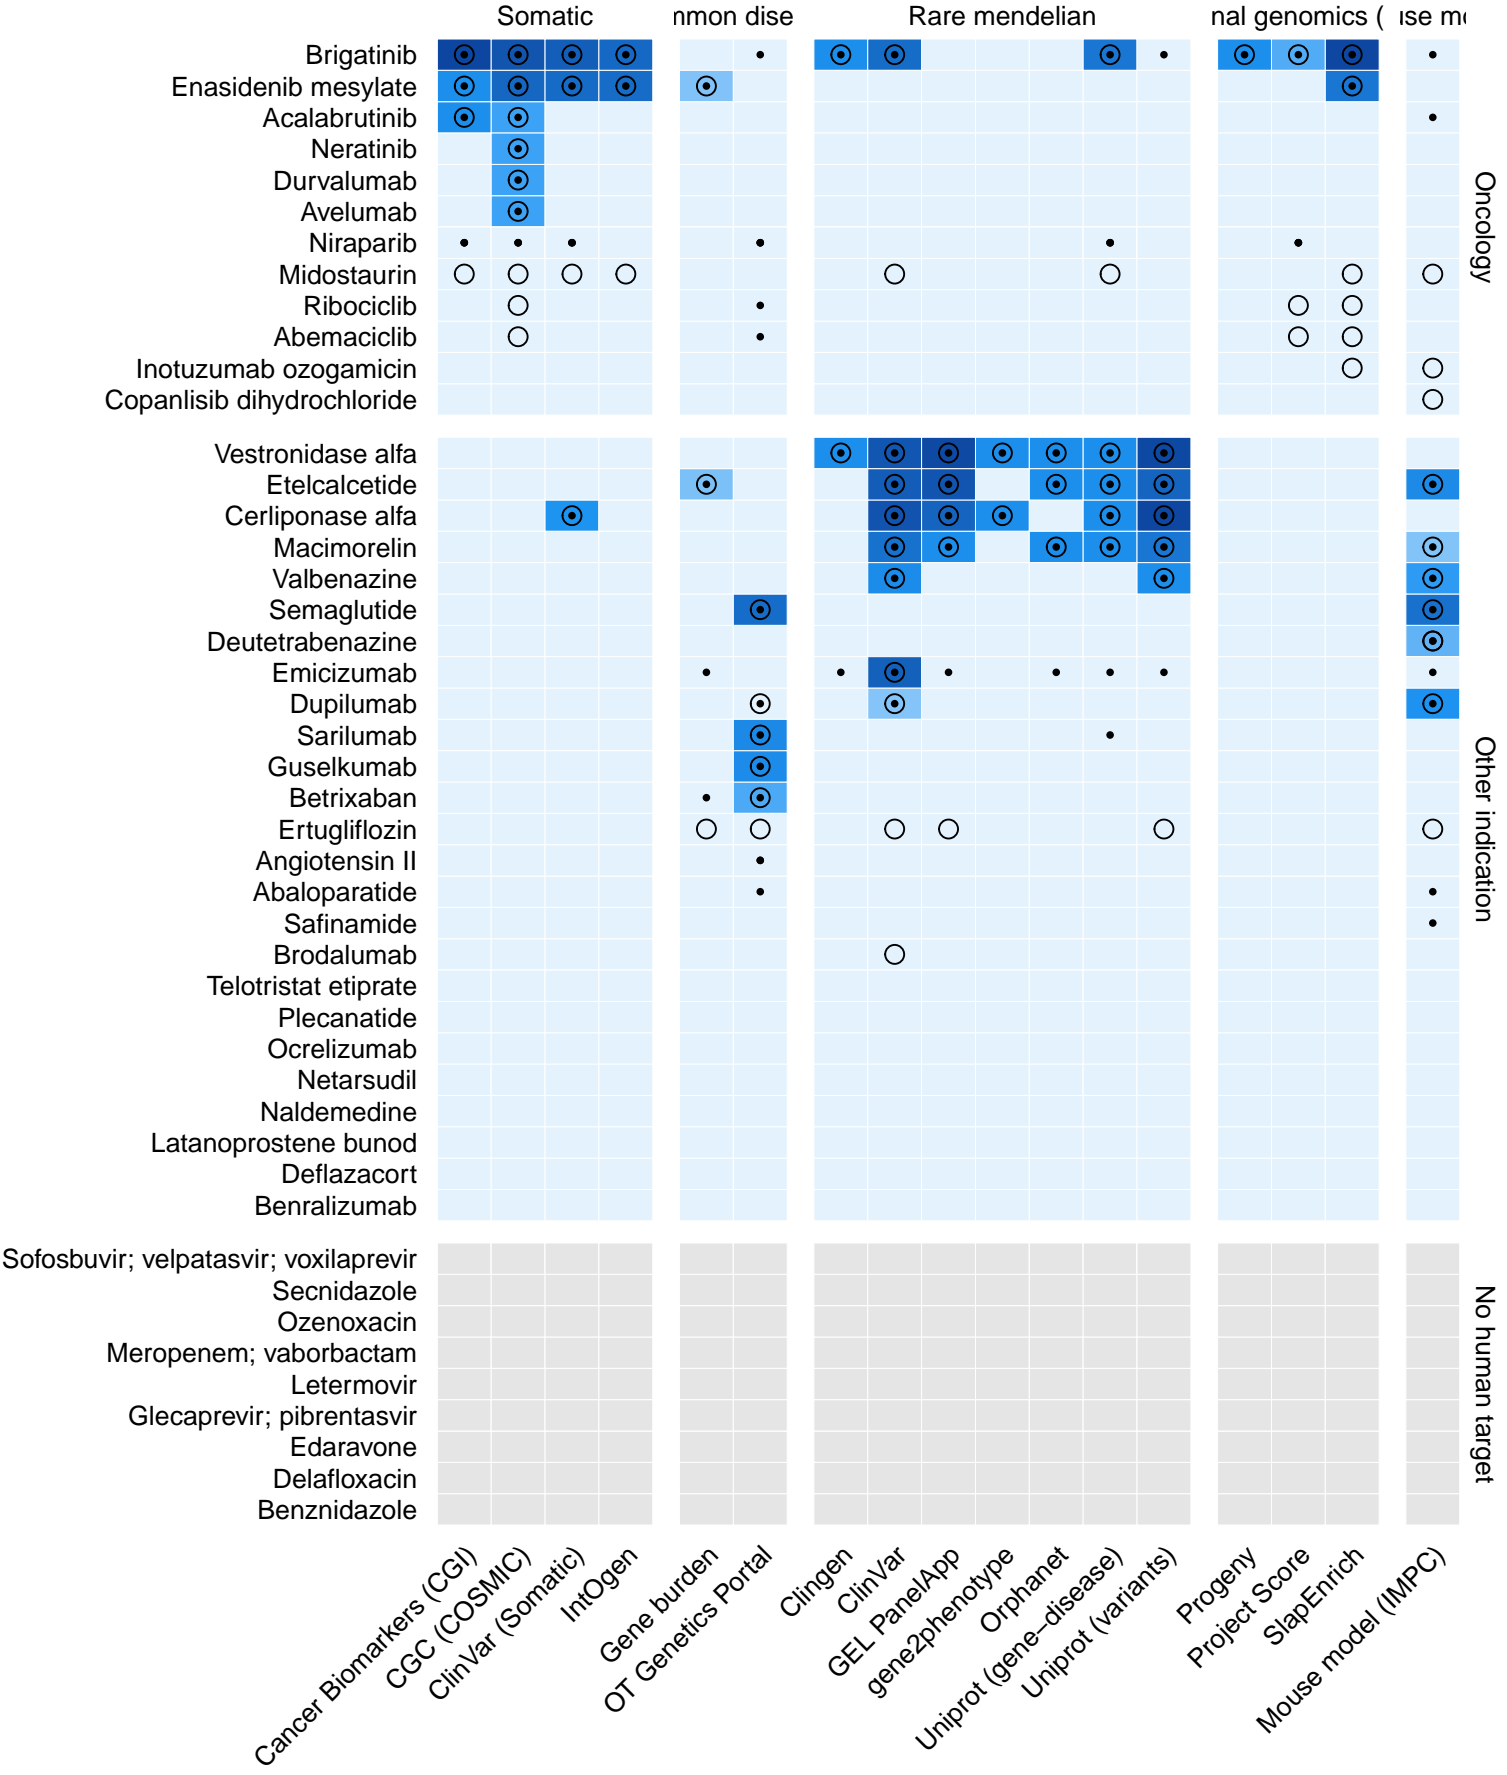 Somatic
nmon dise
Rare mendelian
nal genomics (
use mo
Brigatinib
Enasidenib mesylate
Acalabrutinib
Neratinib
Durvalumab
Avelumab
Niraparib
Midostaurin
Ribociclib
Abemaciclib
Inotuzumab ozogamicin
Copanlisib dihydrochloride
Oncology
Vestronidase alfa
Etelcalcetide
Cerliponase alfa
Macimorelin
Valbenazine
Semaglutide
Deutetrabenazine
Emicizumab
Dupilumab
Sarilumab
Guselkumab
Betrixaban
Ertugliflozin
Angiotensin II
Abaloparatide
Safinamide
Brodalumab
Telotristat etiprate
Plecanatide
Ocrelizumab
Netarsudil
Naldemedine
Latanoprostene bunod
Deflazacort
Benralizumab
Other indication
Sofosbuvir; velpatasvir; voxilaprevir
Secnidazole
Ozenoxacin
Meropenem; vaborbactam
Letermovir
Glecaprevir; pibrentasvir
Edaravone
Delafloxacin
Benznidazole
No human target
Cancer Biomarkers (CGI)
CGC (COSMIC)
ClinVar (Somatic)
IntOgen
Gene burden
OT Genetics Portal
Clingen
ClinVar
GEL PanelApp
gene2phenotype
Orphanet
Uniprot (gene−disease)
Uniprot (variants)
Progeny
Project Score
SlapEnrich
Mouse model (IMPC)